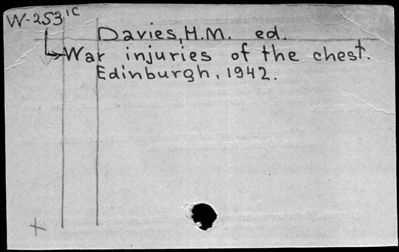 W-253 1c
Davies, H.M. ed.
War injuries of the chest.
Edinburgh, 1942.